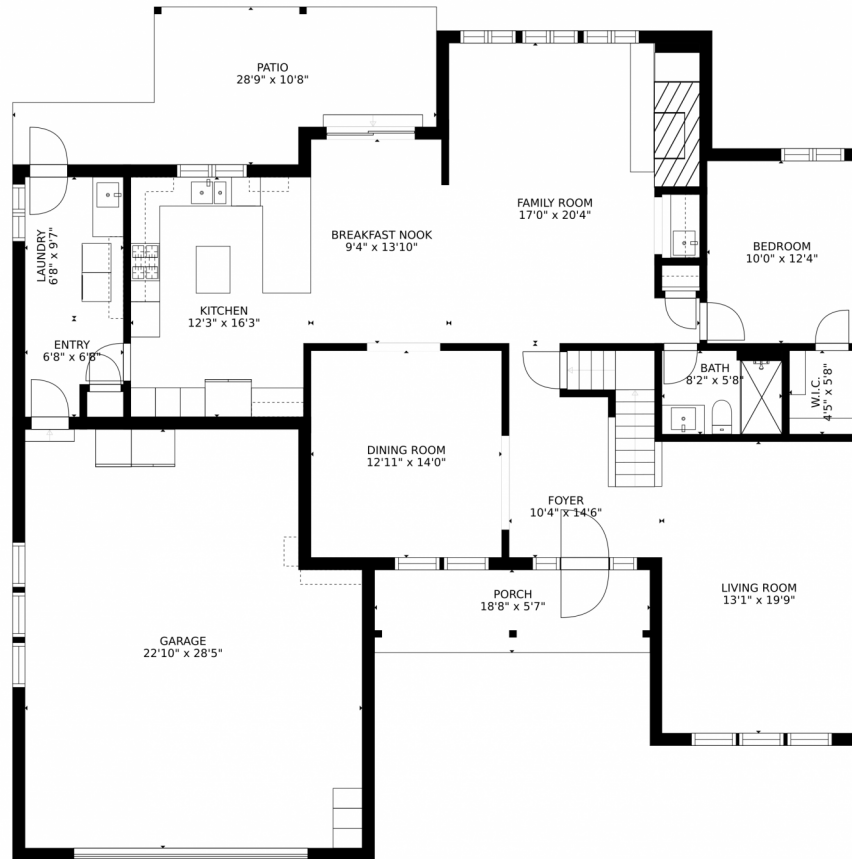 PATIO
28'9" x 10'8"
FAMILY ROOM
17'0" x 20'4"
BREAKFAST NOOK
9'4" x 13'10"
BEDROOM
10'0" x 12'4"
LAUNDRY
6'8" x 9'7"
KITCHEN
12'3" x 16'3"
ENTRY
6'8" x 6'8"
BATH
8'2" x 5'8"
W.I.C.
4'5" x 5'8"
DINING ROOM
12'11" x 14'0"
FOYER
10'4" x 14'6"
LIVING ROOM
13'1" x 19'9"
PORCH
18'8" x 5'7"
GARAGE
22'10" x 28'5"